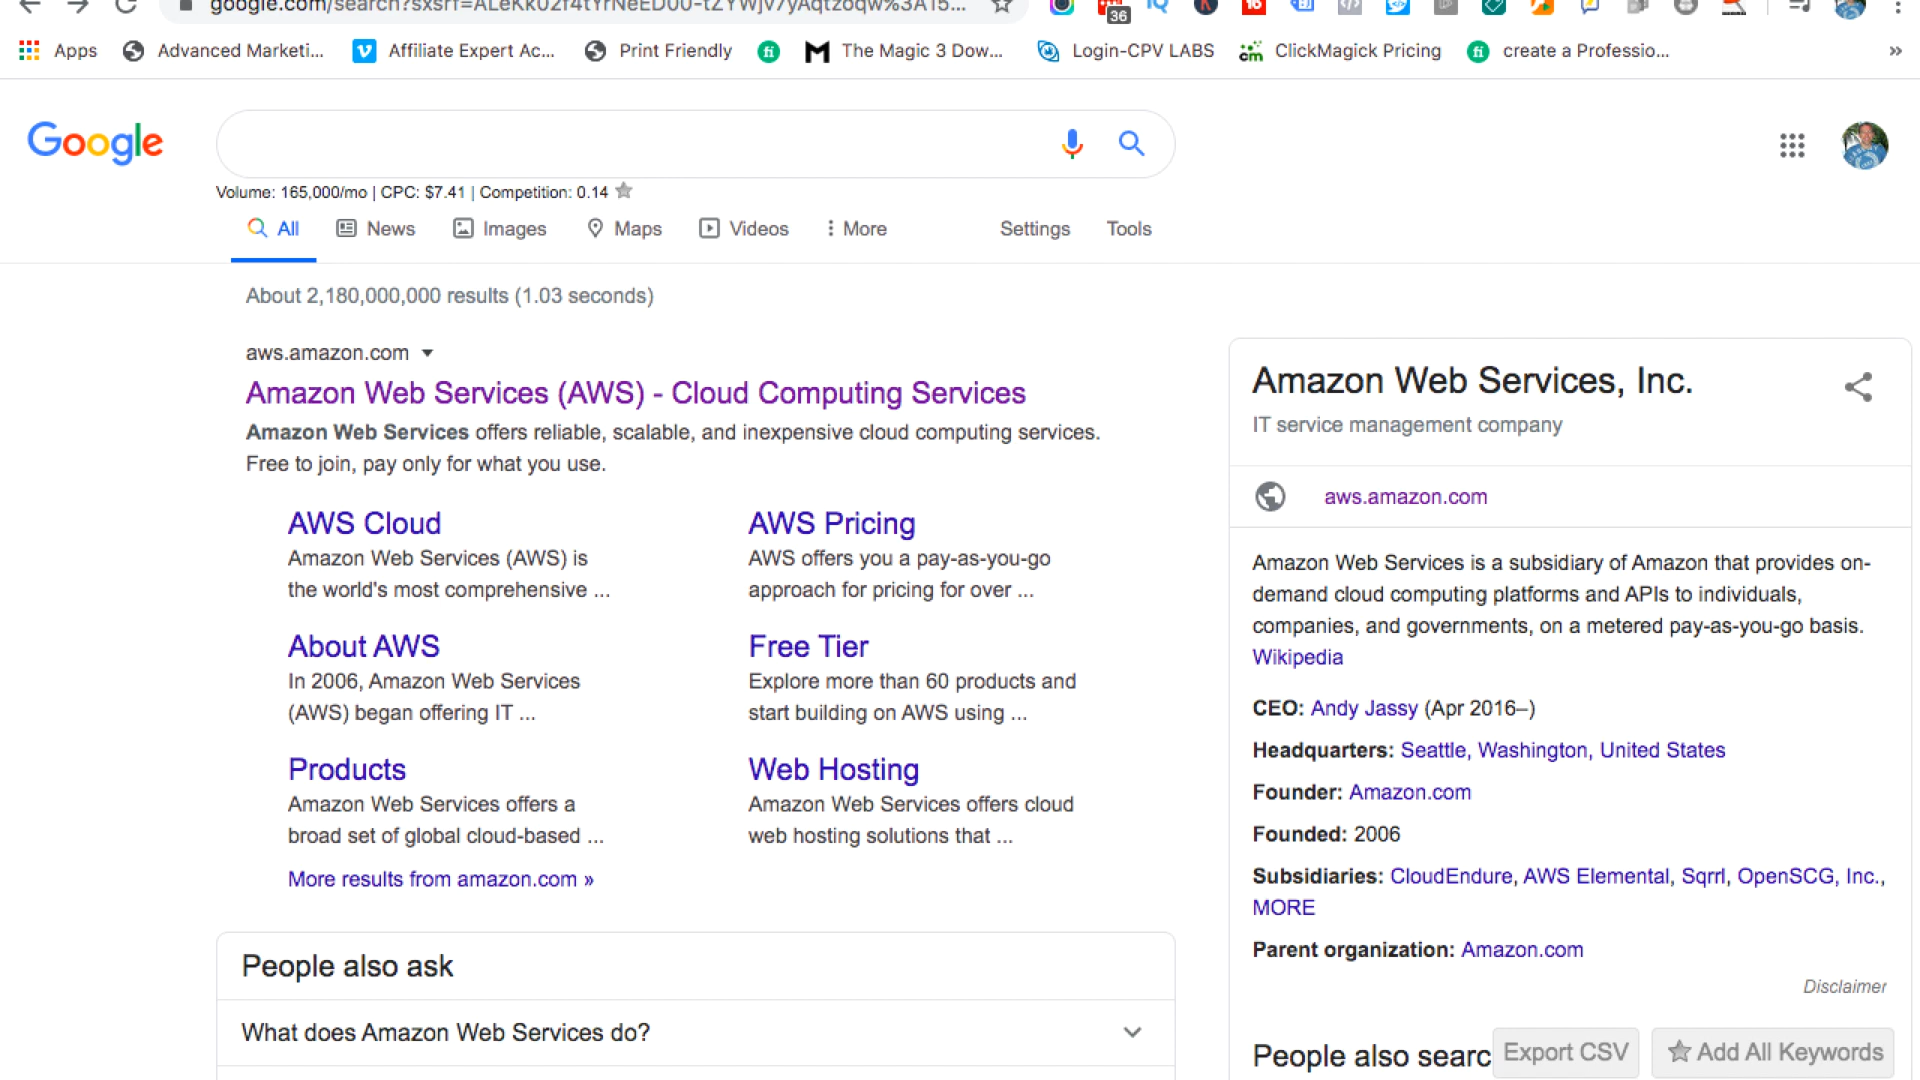 36
Apps
Advanced Marketi...
Affiliate Expert Ac...
Print Friendly
The Magic 3 Dow...
Login-CPV LABS
ClickMagick Pricing
create a Professio...
»
Google
Volume: 165,000/mo | CPC: $7.41 | Competition: 0.14
All
News
Images
Maps
Videos
More
Settings
Tools
About 2,180,000,000 results (1.03 seconds)
aws.amazon.com
Amazon Web Services (AWS) - Cloud Computing Services
Amazon Web Services offers reliable, scalable, and inexpensive cloud computing services.
Free to join, pay only for what you use.
AWS Cloud
Amazon Web Services (AWS) is
the world's most comprehensive ...
AWS Pricing
AWS offers you a pay-as-you-go
approach for pricing for over ...
About AWS
In 2006, Amazon Web Services
(AWS) began offering IT ...
Free Tier
Explore more than 60 products and
start building on AWS using ...
Products
Amazon Web Services offers a
broad set of global cloud-based ...
Web Hosting
Amazon Web Services offers cloud
web hosting solutions that ...
More results from amazon.com »
People also ask
What does Amazon Web Services do?
Amazon Web Services, Inc.
IT service management company
aws.amazon.com
Amazon Web Services is a subsidiary of Amazon that provides on-
demand cloud computing platforms and APIs to individuals,
companies, and governments, on a metered pay-as-you-go basis.
Wikipedia
CEO: Andy Jassy (Apr 2016–)
Headquarters: Seattle, Washington, United States
Founder: Amazon.com
Founded: 2006
Subsidiaries: CloudEndure, AWS Elemental, Sqrrl, OpenSCG, Inc.,
MORE
Parent organization: Amazon.com
Disclaimer
People also searc
Export CSV
Add All Keywords